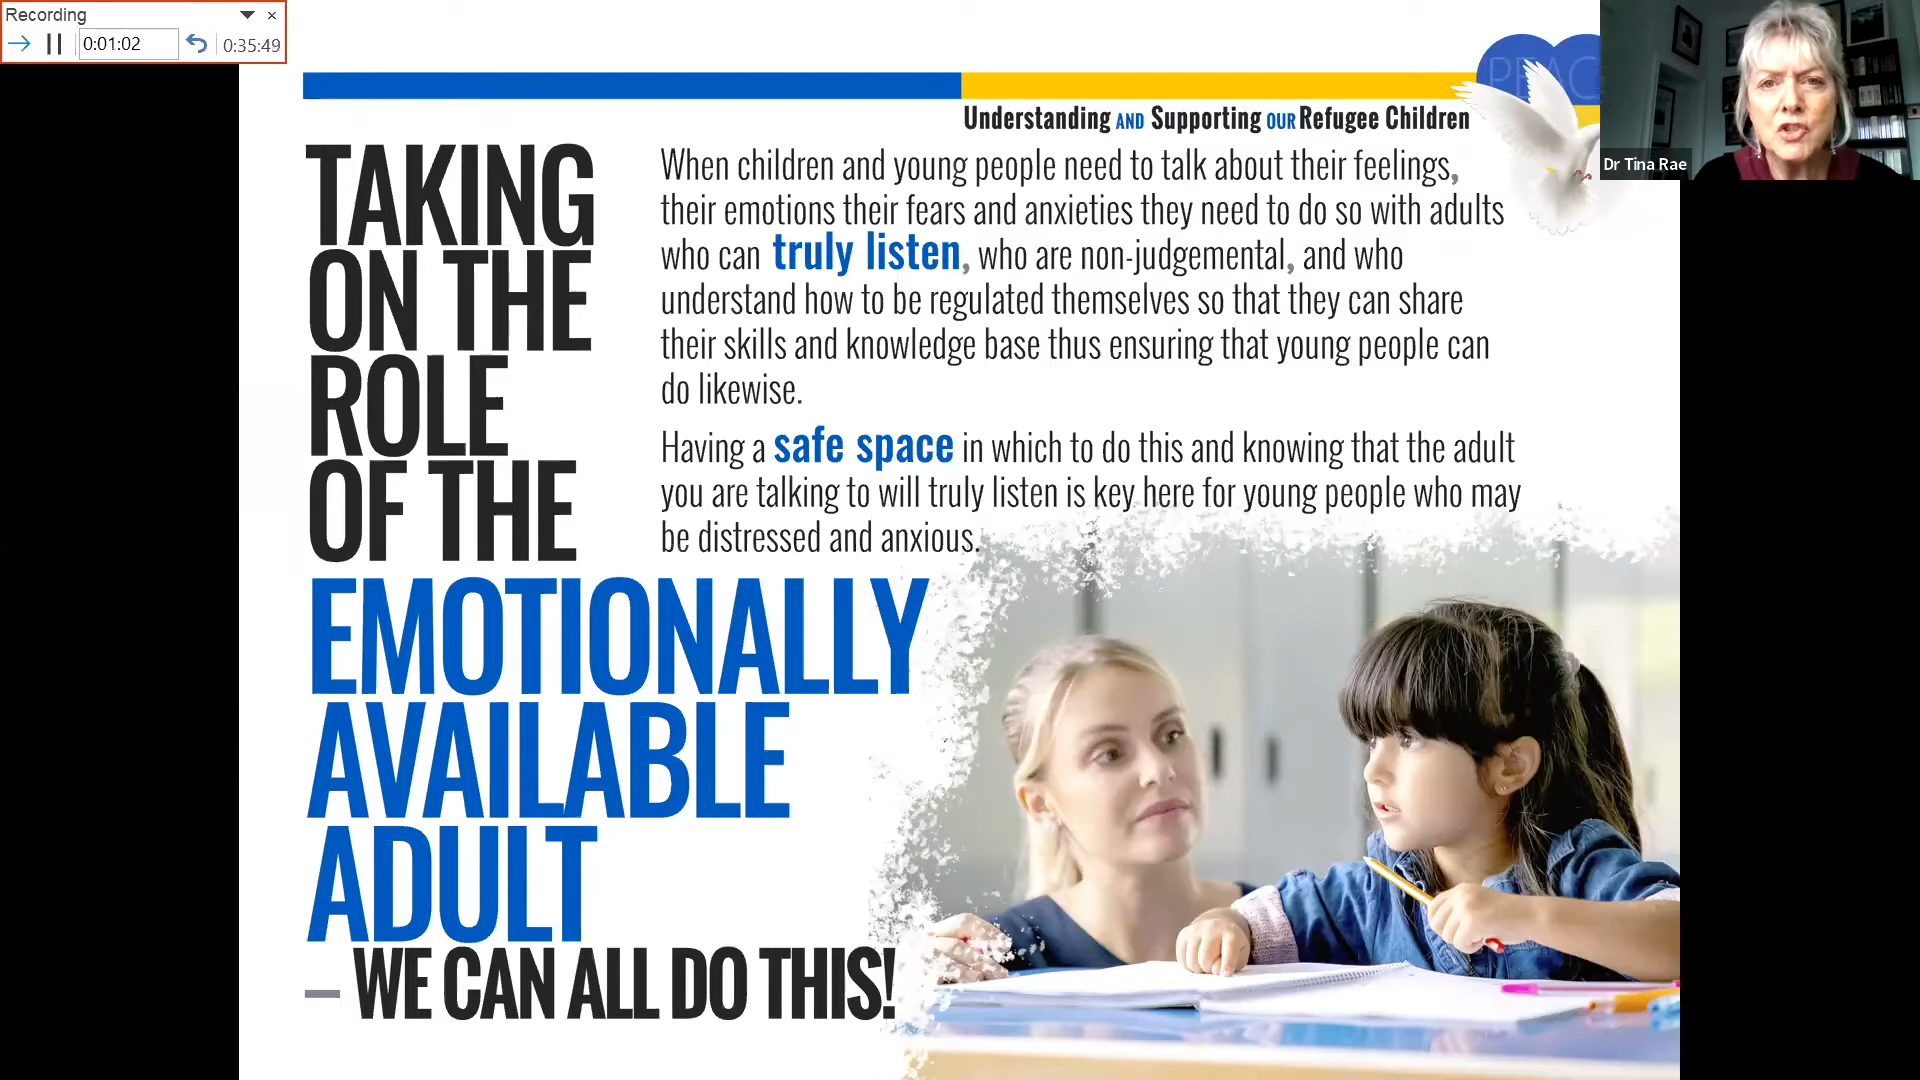 Recording
0:01:02
0:35:49
PEAC
Understanding AND Supporting OUR Refugee Children
Dr Tina Rae
TAKING
ON THE
ROLE
OF THE
EMOTIONALLY
AVAILABLE
ADULT
– WE CAN ALL DO THIS!
When children and young people need to talk about their feelings,
their emotions their fears and anxieties they need to do so with adults
who can truly listen, who are non-judgemental, and who
understand how to be regulated themselves so that they can share
their skills and knowledge base thus ensuring that young people can
do likewise.
Having a safe space in which to do this and knowing that the adult
you are talking to will truly listen is key here for young people who may
be distressed and anxious.